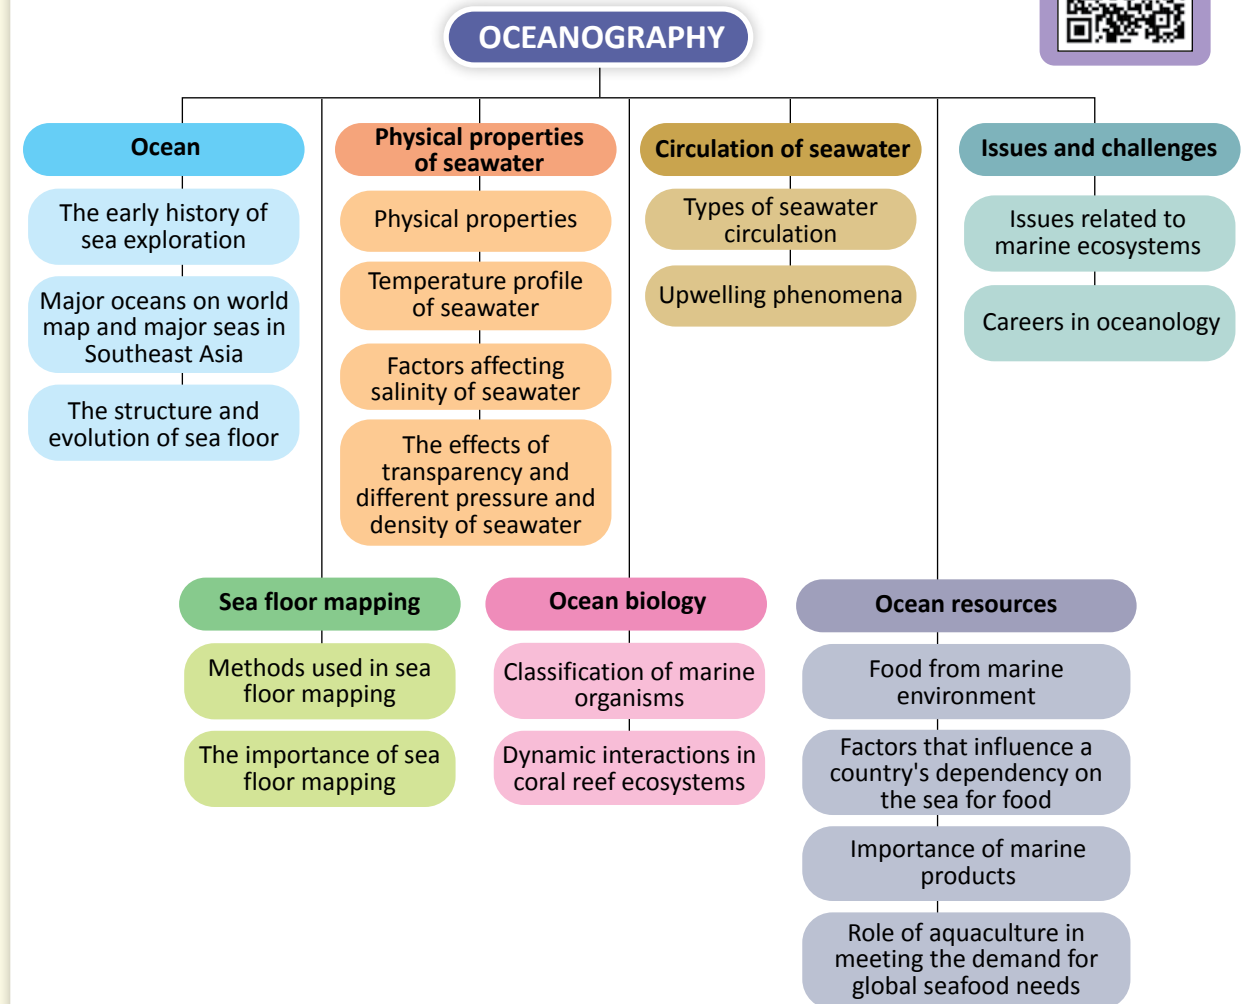 OCEANOGRAPHY
Ocean
The early history of
sea exploration
Major oceans on world
map and major seas in
Southeast Asia
The structure and
evolution of sea floor
Physical properties
of seawater
Physical properties
Temperature profile
of seawater
Factors affecting
salinity of seawater
The effects of
transparency and
different pressure and
density of seawater
Circulation of seawater
Types of seawater
circulation
Upwelling phenomena
Issues and challenges
Issues related to
marine ecosystems
Careers in oceanology
Sea floor mapping
Methods used in sea
floor mapping
The importance of sea
floor mapping
Ocean biology
Classification of marine
organisms
Dynamic interactions in
coral reef ecosystems
Ocean resources
Food from marine
environment
Factors that influence a
country's dependency on
the sea for food
Importance of marine
products
Role of aquaculture in
meeting the demand for
global seafood needs